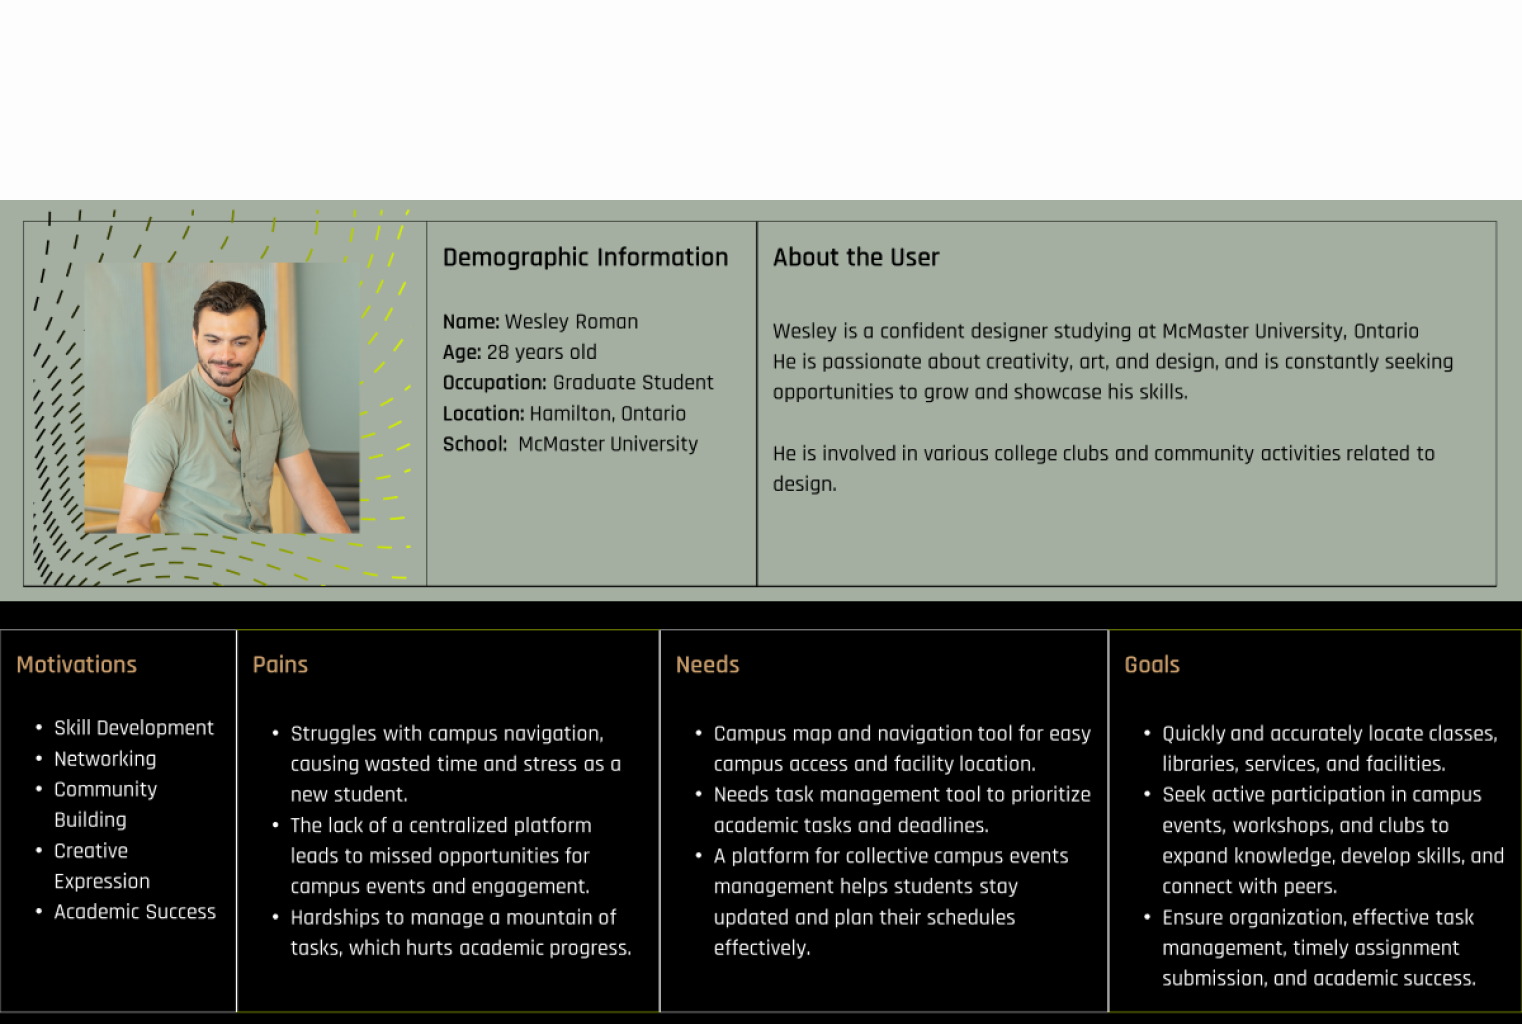 Demographic Information
Name: Wesley Roman
Age: 28 years old
Occupation: Graduate Student
Location: Hamilton, Ontario
School: McMaster University
About the User
Wesley is a confident designer studying at McMaster University, Ontario
He is passionate about creativity, art, and design, and is constantly seeking
opportunities to grow and showcase his skills.
He is involved in various college clubs and community activities related to
design.
Motivations
• Skill Development
• Networking
• Community
Building
• Creative
Expression
• Academic Success
Pains
• Struggles with campus navigation,
causing wasted time and stress as a
new student.
• The lack of a centralized platform
leads to missed opportunities for
campus events and engagement.
• Hardships to manage a mountain of
tasks, which hurts academic progress.
Needs
• Campus map and navigation tool for easy
campus access and facility location.
• Needs task management tool to prioritize
academic tasks and deadlines.
• A platform for collective campus events
management helps students stay
updated and plan their schedules
effectively.
Goals
• Quickly and accurately locate classes,
libraries, services, and facilities.
• Seek active participation in campus
events, workshops, and clubs to
expand knowledge, develop skills, and
connect with peers.
• Ensure organization, effective task
management, timely assignment
submission, and academic success.